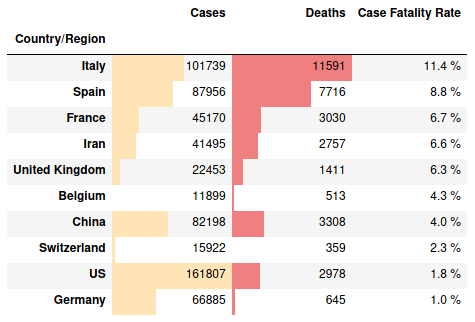 Cases Deaths Case Fatality Rate
Country/Region
Italy 101739 11591 11.4 %
Spain 87956 7716 8.8 %
France 45170 3030 6.7 %
Iran 41495 2757 6.6 %
United Kingdom 22453 1411 6.3 %
Belgium 11899 513 4.3 %
China 82198 3308 4.0 %
Switzerland 15922 359 2.3 %
US 161807 2978 1.8 %
Germany 66885 645 1.0 %